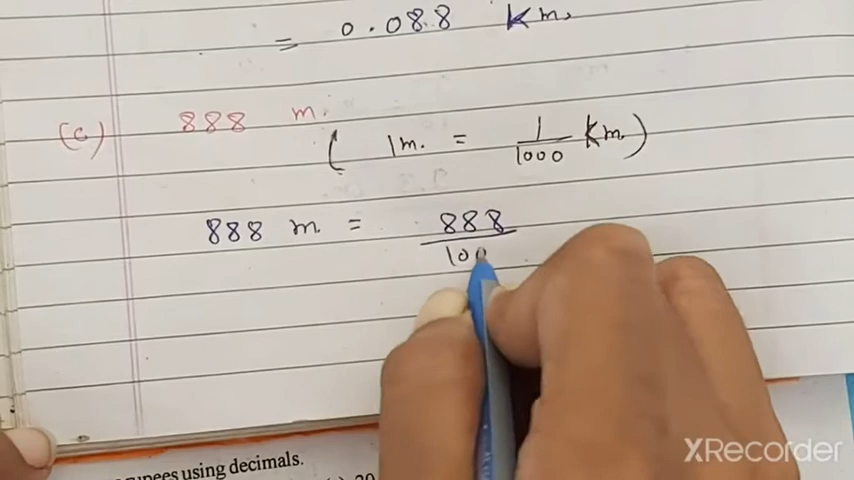 = 0.088 Km.
(c) 888 m.
( 1m. = 1/1000 Km.)
888 m = 888/100
rupees using decimals.
XRecorder